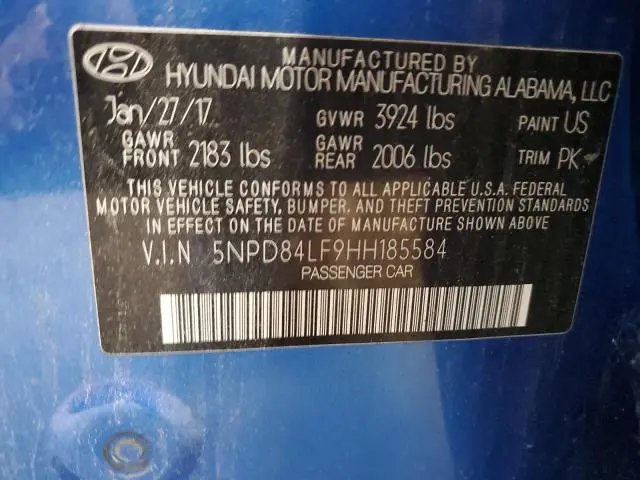 MANUFACTURED BY
HYUNDAI MOTOR MANUFACTURING ALABAMA, LLC
Jan/27/17 GVWR 3924 lbs PAINT US
GAWR FRONT 2183 lbs GAWR REAR 2006 lbs TRIM PK
THIS VEHICLE CONFORMS TO ALL APPLICABLE U.S.A. FEDERAL
MOTOR VEHICLE SAFETY, BUMPER, AND THEFT PREVENTION STANDARDS
IN EFFECT ON THE DATE OF MANUFACTURE SHOWN ABOVE.
V.I.N 5NPD84LF9HH185584
PASSENGER CAR